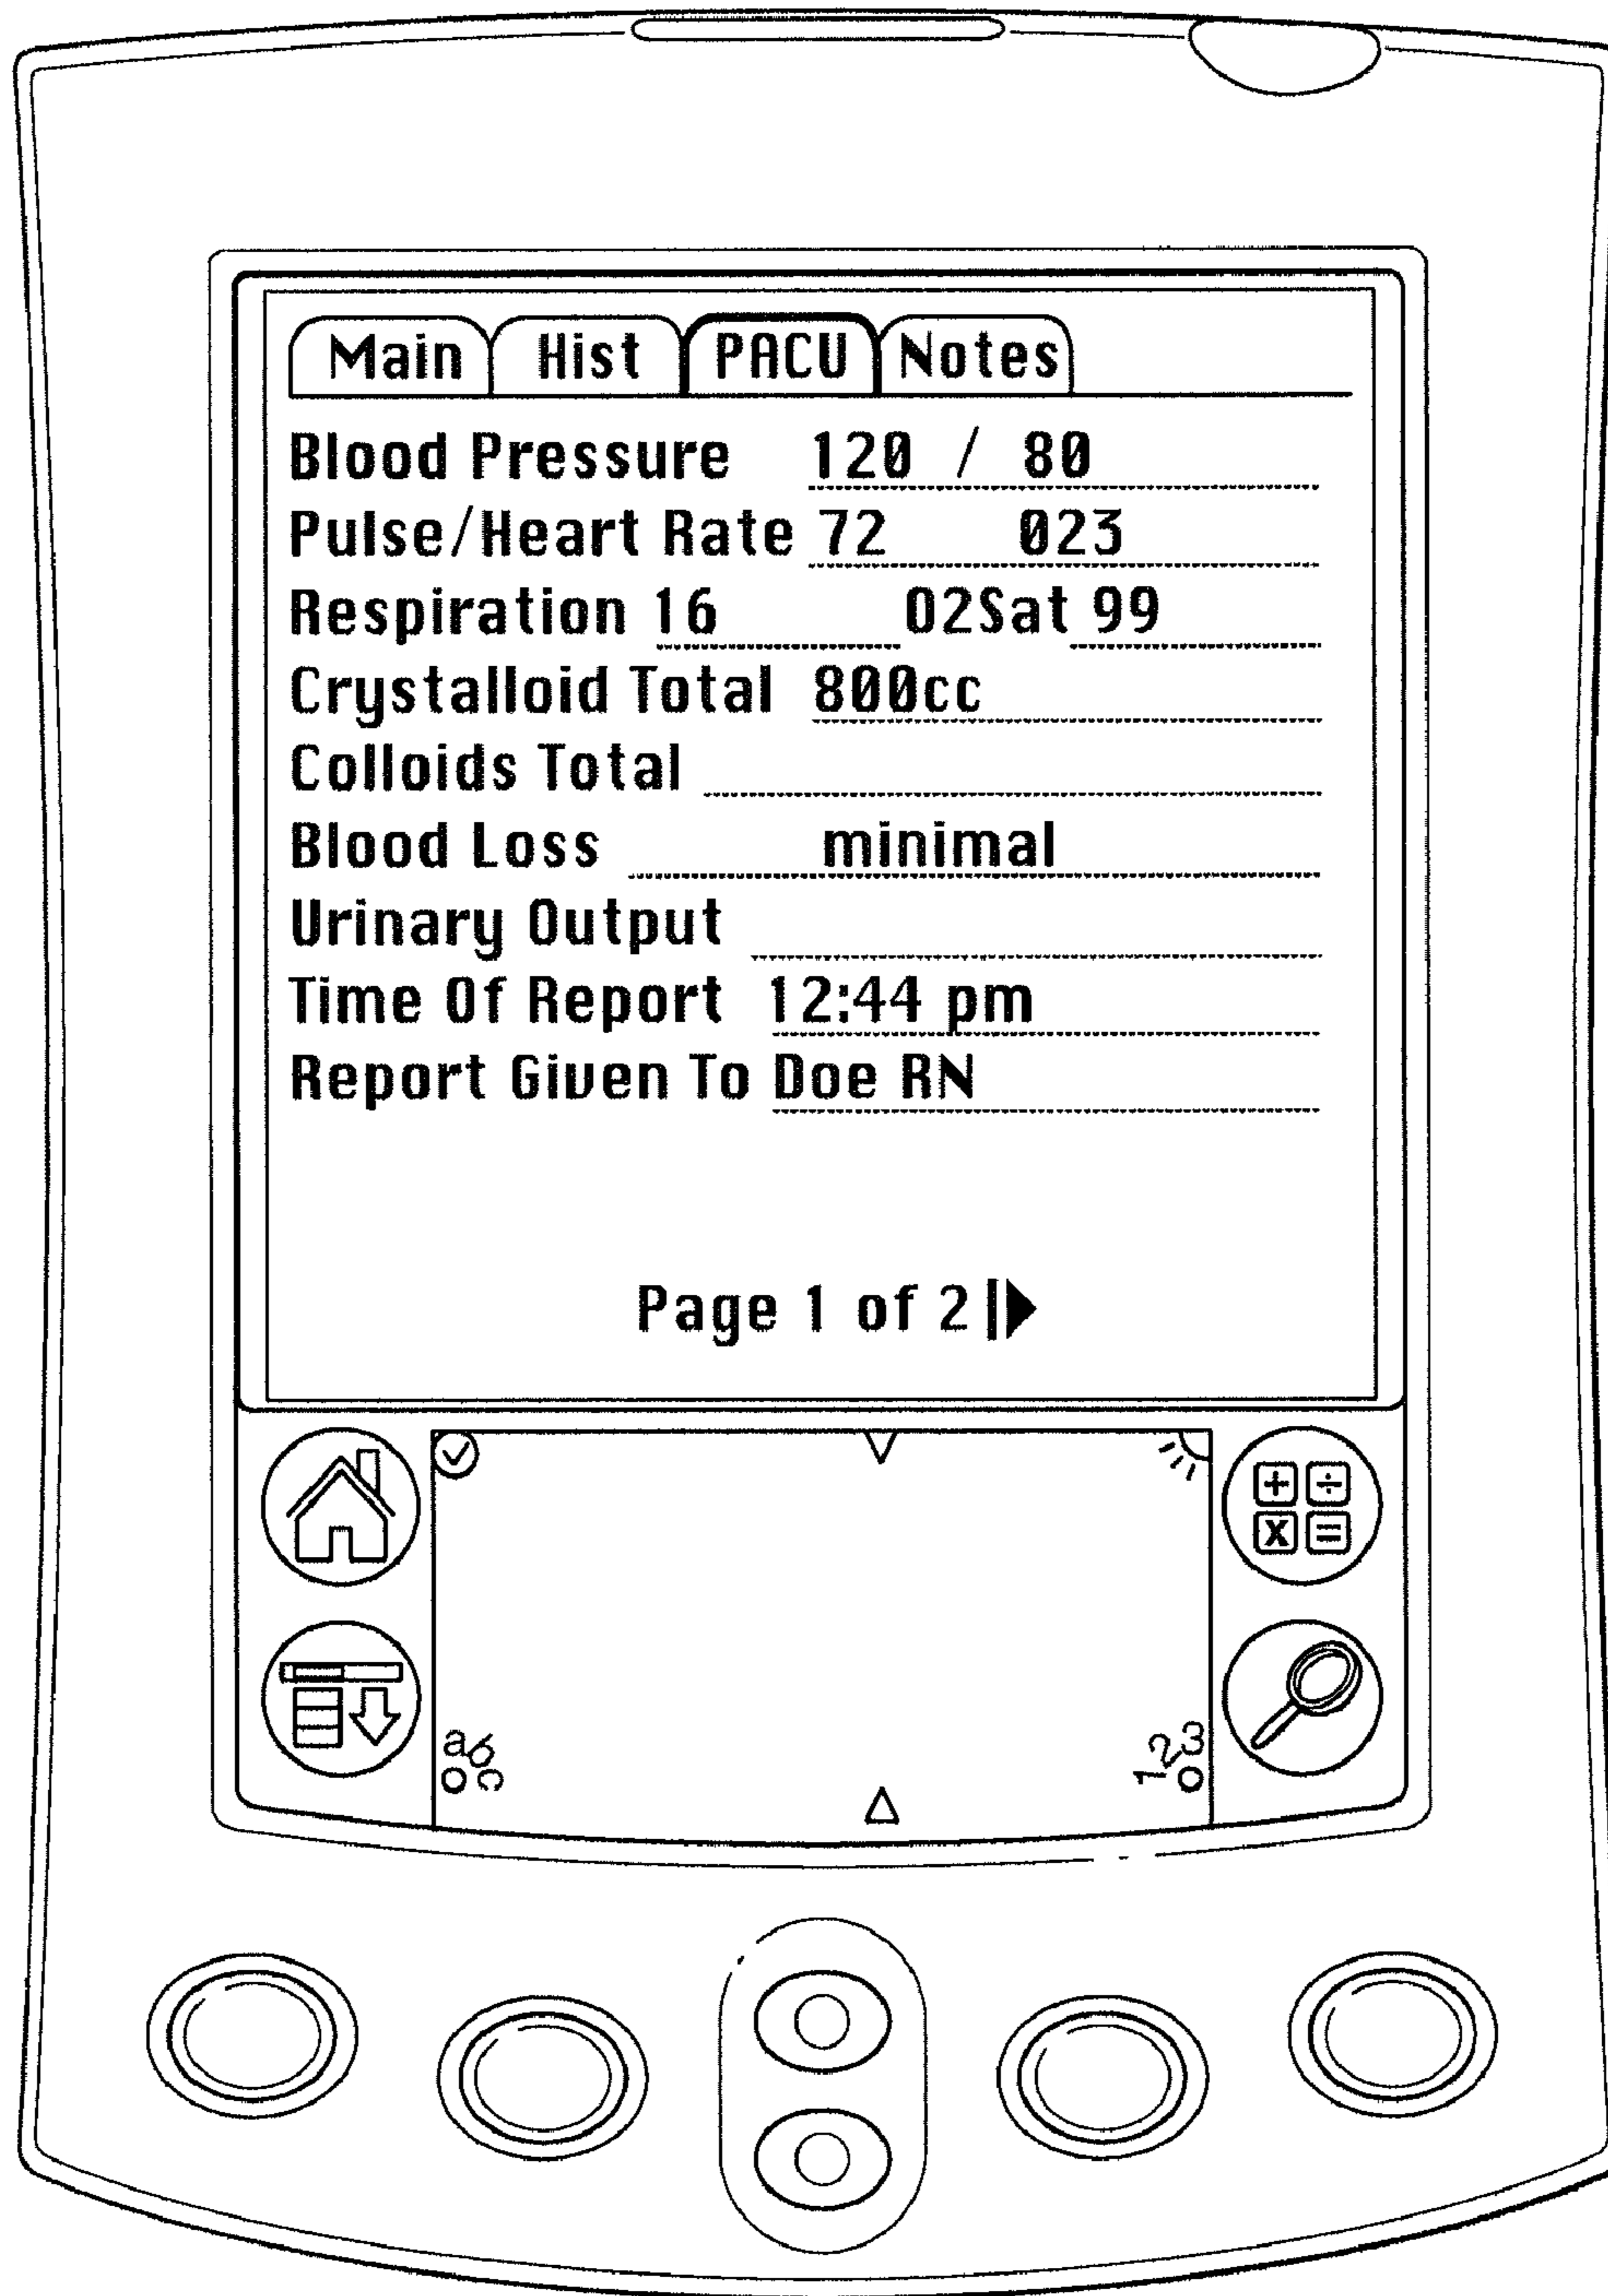 Main Hist PACU Notes
Blood Pressure 120 / 80
Pulse/Heart Rate 72 023
Respiration 16 02Sat 99
Crystalloid Total 800cc
Colloids Total
Blood Loss minimal
Urinary Output
Time Of Report 12:44 pm
Report Given To Doe RN
Page 1 of 2
+ ÷
x =
abc 123